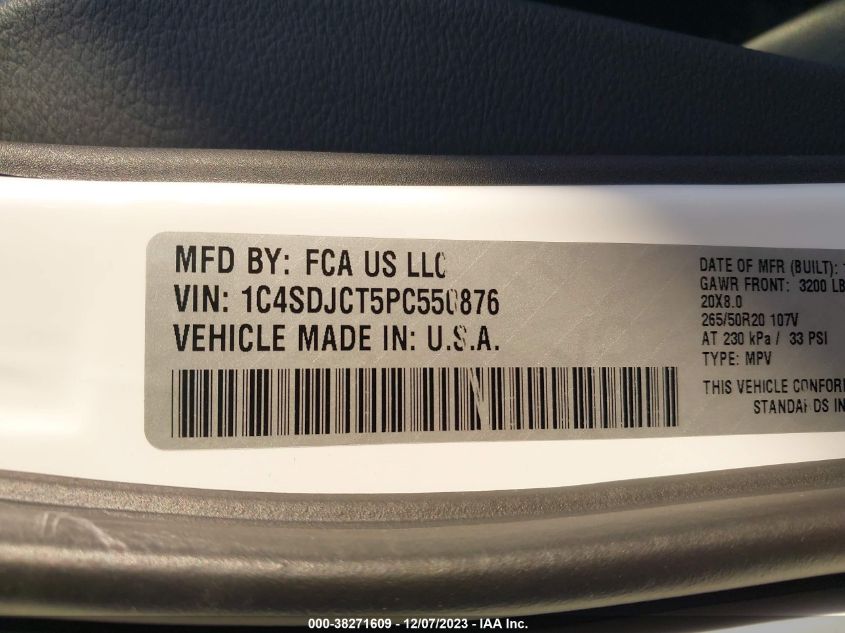 MFD BY: FCA US LLC
VIN: 1C4SDJCT5PC550876
VEHICLE MADE IN: U.S.A.
DATE OF MFR (BUILT):
GAWR FRONT: 3200 LB
20X8.0
265/50R20 107V
AT 230 kPa / 33 PSI
TYPE: MPV
THIS VEHICLE CONFOR
STANDARDS IN
000-38271609 - 12/07/2023 - IAA Inc.